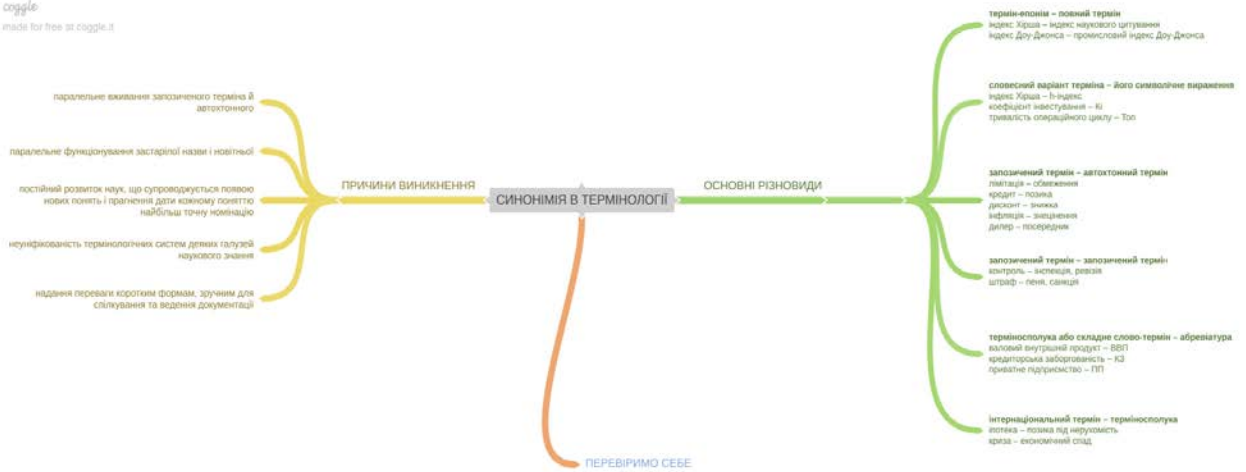 coggle
made for free at coggle.it
паралельне вживання запозиченого терміна й
автохтонного
паралельне функціонування застарілої назви і новітньої
постійний розвиток наук, що супроводжується появою
нових понять і прагнення дати кожному поняттю
найбільш точну номінацію
неуніфікованість термінологічних систем деяких галузей
наукового знання
надання переваги коротким формам, зручним для
спілкування та ведення документації
ПРИЧИНИ ВИНИКНЕННЯ
СИНОНІМІЯ В ТЕРМІНОЛОГІЇ
ОСНОВНІ РІЗНОВИДИ
термін-епонім – повний термін
індекс Хірша – індекс наукового цитування
індекс Доу-Джонса – промисловий індекс Доу-Джонса
словесний варіант терміна – його символічне вираження
індекс Хірша – h-індекс
коефіцієнт інвестування – Кі
тривалість операційного циклу – Топ
запозичений термін – автохтонний термін
лімітація – обмеження
кредит – позика
дисконт – знижка
інфляція – знецінення
дилер – посередник
запозичений термін – запозичений термін
контроль – інспекція, ревізія
штраф – пеня, санкція
терміносполука або складне слово-термін – абревіатура
валовий внутрішній продукт – ВВП
кредиторська заборгованість – КЗ
приватне підприємство – ПП
інтернаціональний термін – терміносполука
іпотека – позика під нерухомість
криза – економічний спад
ПЕРЕВІРИМО СЕБЕ